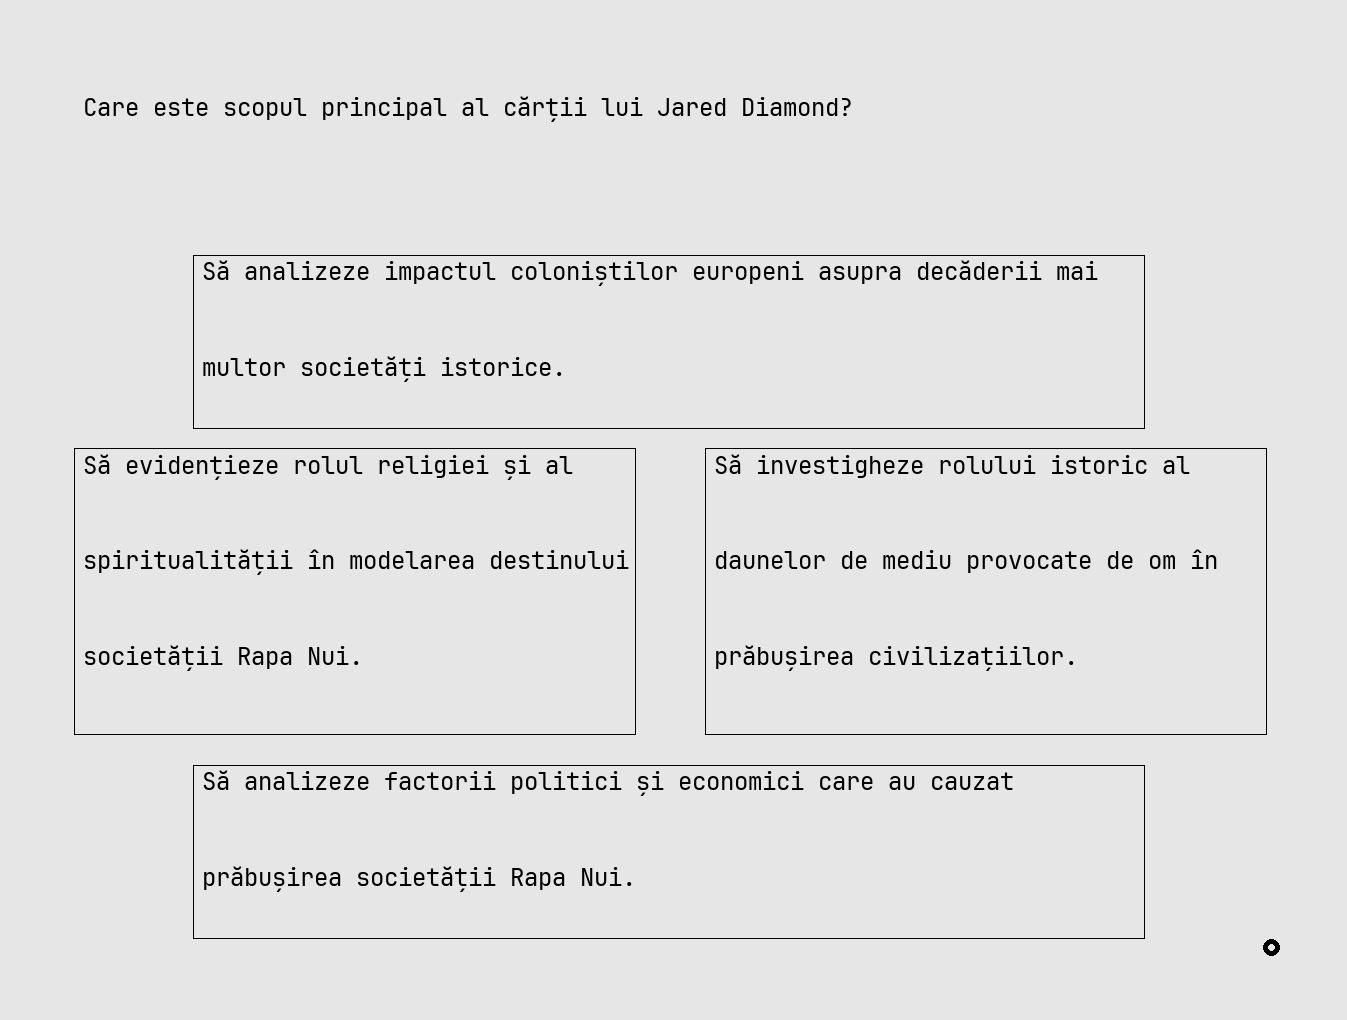 Care este scopul principal al cărții lui Jared Diamond?
Să analizeze impactul coloniștilor europeni asupra decăderii mai
multor societăți istorice.
Să evidențieze rolul religiei și al
spiritualității în modelarea destinului
societății Rapa Nui.
Să investigheze rolului istoric al
daunelor de mediu provocate de om în
prăbușirea civilizațiilor.
Să analizeze factorii politici și economici care au cauzat
prăbușirea societății Rapa Nui.